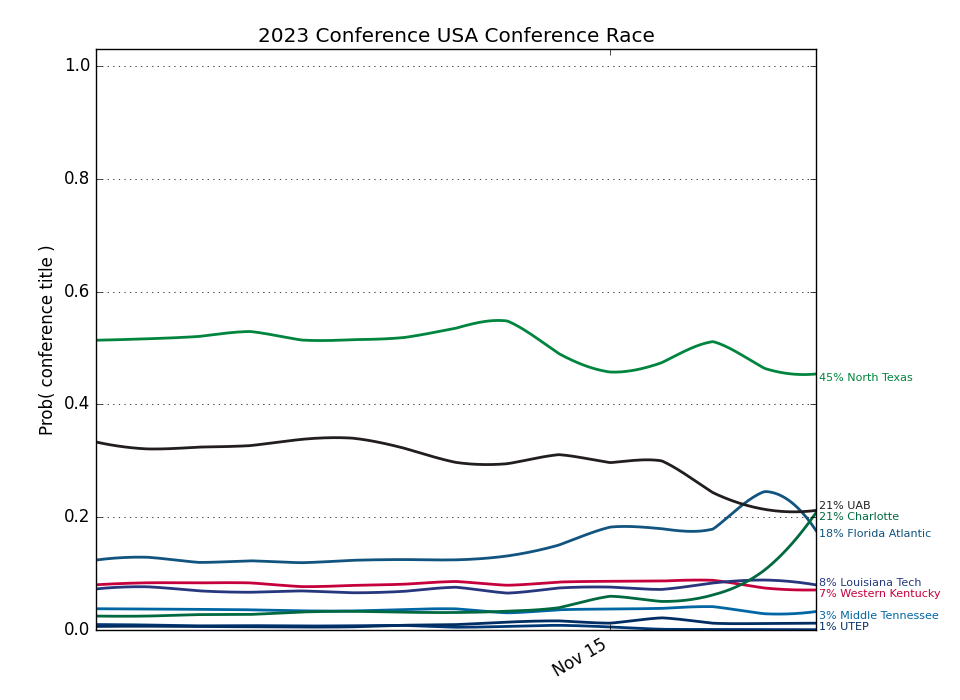 2023 Conference USA Conference Race
1.0
0.8
0.6
0.4
0.2
0.0
Prob( conference title )
45% North Texas
21% UAB
21% Charlotte
18% Florida Atlantic
8% Louisiana Tech
7% Western Kentucky
3% Middle Tennessee
1% UTEP
Nov 15